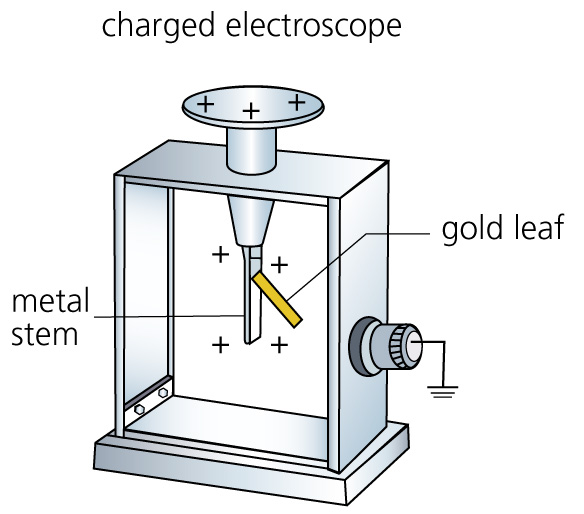 charged electroscope
+ + +
gold leaf
+ +
metal
stem
+ +